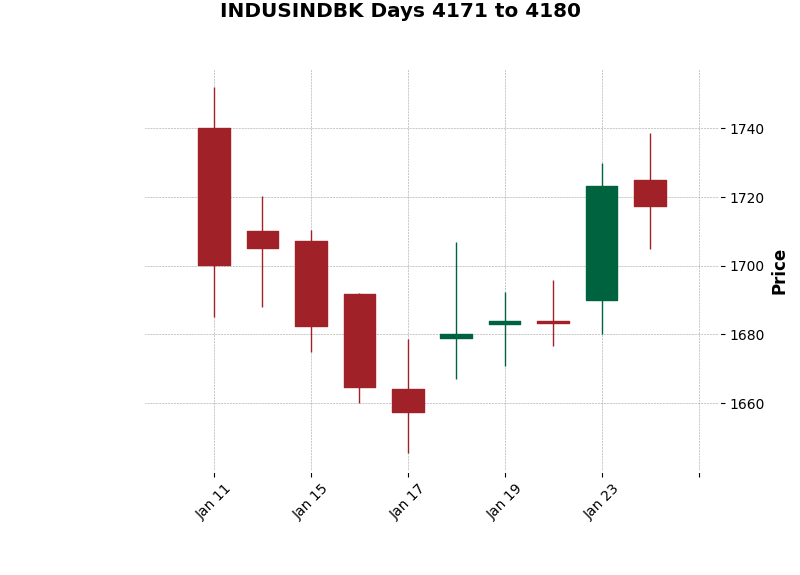 INDUSINDBK Days 4171 to 4180
1740
1720
1700
1680
1660
Price
Jan 11
Jan 15
Jan 17
Jan 19
Jan 23